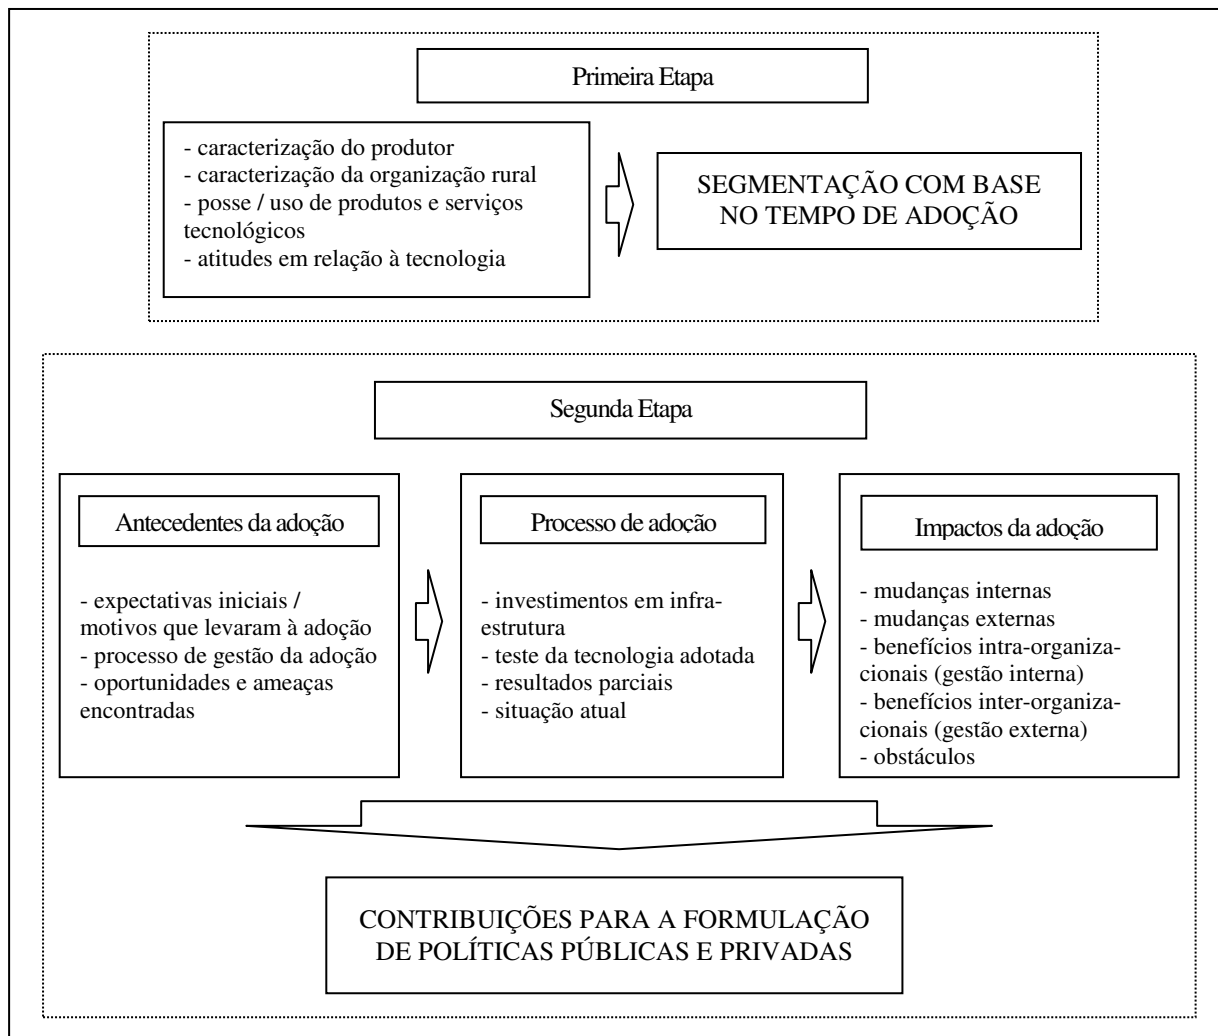 Primeira Etapa
- caracterização do produtor
- caracterização da organização rural
- posse / uso de produtos e serviços
tecnológicos
- atitudes em relação à tecnologia
SEGMENTAÇÃO COM BASE
NO TEMPO DE ADOÇÃO
Segunda Etapa
Antecedentes da adoção
- expectativas iniciais /
motivos que levaram à adoção
- processo de gestão da adoção
- oportunidades e ameaças
encontradas
Processo de adoção
- investimentos em infra-
estrutura
- teste da tecnologia adotada
- resultados parciais
- situação atual
Impactos da adoção
- mudanças internas
- mudanças externas
- benefícios intra-organiza-
cionais (gestão interna)
- benefícios inter-organiza-
cionais (gestão externa)
- obstáculos
CONTRIBUIÇÕES PARA A FORMULAÇÃO
DE POLÍTICAS PÚBLICAS E PRIVADAS